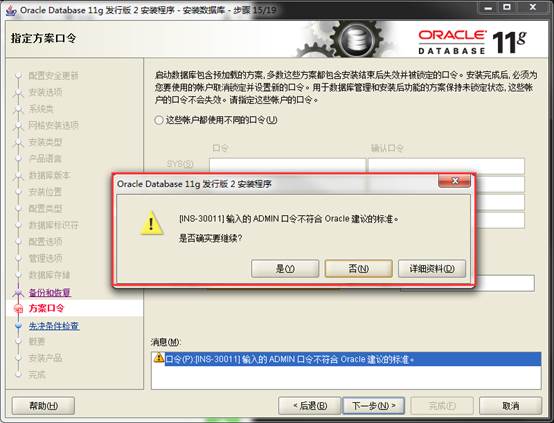 Oracle Database 11g 发行版 2 安装程序 - 安装数据库 - 步骤 15/19
指定方案口令
ORACLE
DATABASE
11g
配置安全更新
安装选项
系统类
网格安装选项
安装类型
产品语言
数据库版本
安装位置
配置类型
数据库标识符
配置选项
管理选项
数据库存储
备份和恢复
方案口令
先决条件检查
概要
安装产品
完成
启动数据库包含预加载的方案, 多数这些方案都包含安装结束后失效并被锁定的口令。安装完成后, 必须为
您要使用的帐户取消锁定并设置新的口令。用于数据库管理和安装后功能的方案保持未锁定状态, 这些帐
户的口令不会失效。请指定这些帐户的口令。
这些帐户都使用不同的口令(U)
口令
确认口令
SYS(S)
Oracle Database 11g 发行版 2 安装程序
[INS-30011] 输入的 ADMIN 口令不符合 Oracle 建议的标准。
是否确实要继续?
是(Y)
否(N)
详细资料(D)
消息(M):
口令(P):[INS-30011] 输入的 ADMIN 口令不符合 Oracle 建议的标准。
帮助(H)
< 后退(B)
下一步(N) >
完成(F)
取消